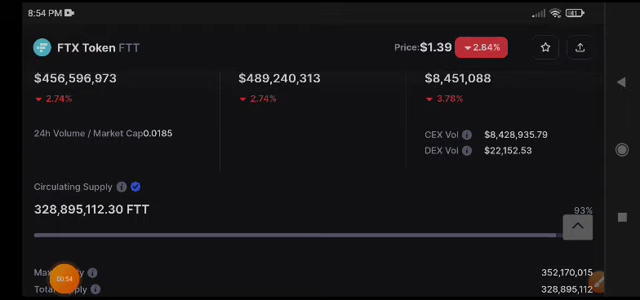 8:54 PM
FTX Token FTT
Price: $1.39 2.84%
$456,596,973 $489,240,313 $8,451,088
2.74% 2.74% 3.78%
24h Volume / Market Cap 0.0185
CEX Vol $8,428,935.79
DEX Vol $22,152.53
Circulating Supply
328,895,112.30 FTT
93%
352,170,015
00:54
328,895,112